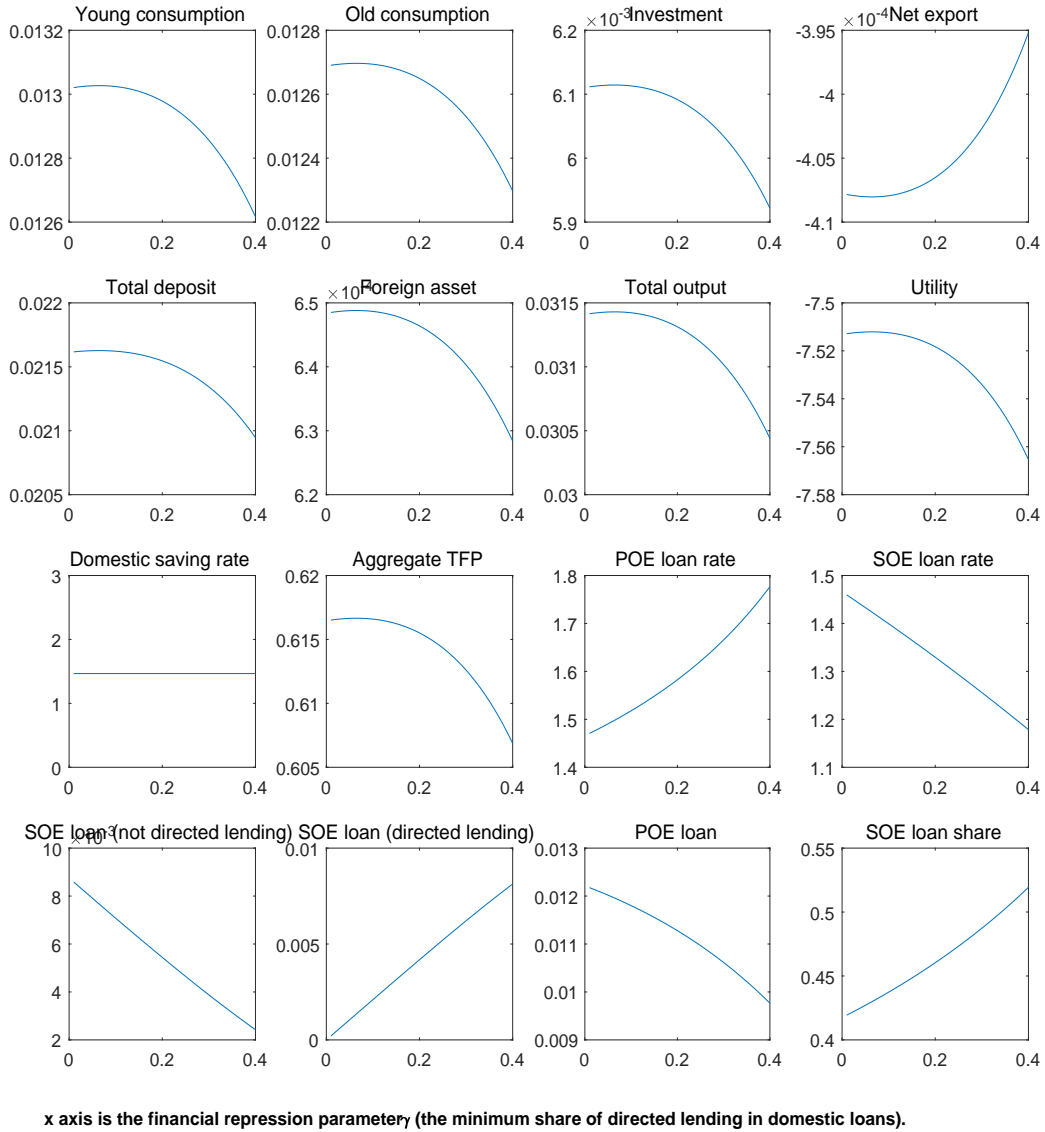 Young consumption
0.0132
0.013
0.0128
0.0126
0 0.2 0.4
Old consumption
0.0128
0.0126
0.0124
0.0122
0 0.2 0.4
×10-3 Investment
6.2
6.1
6
5.9
0 0.2 0.4
×10-4 Net export
-3.95
-4
-4.05
-4.1
0 0.2 0.4
Total deposit
0.022
0.0215
0.021
0.0205
0 0.2 0.4
×10-4 Foreign asset
6.5
6.4
6.3
6.2
0 0.2 0.4
Total output
0.0315
0.031
0.0305
0.03
0 0.2 0.4
Utility
-7.5
-7.52
-7.54
-7.56
-7.58
0 0.2 0.4
Domestic saving rate
3
2
1
0
0 0.2 0.4
Aggregate TFP
0.62
0.615
0.61
0.605
0 0.2 0.4
POE loan rate
1.8
1.7
1.6
1.5
1.4
0 0.2 0.4
SOE loan rate
1.5
1.4
1.3
1.2
1.1
0 0.2 0.4
SOE loan (not directed lending)
×10-3
10
8
6
4
2
0 0.2 0.4
SOE loan (directed lending)
0.01
0.005
0
0 0.2 0.4
POE loan
0.013
0.012
0.011
0.01
0.009
0 0.2 0.4
SOE loan share
0.55
0.5
0.45
0.4
0 0.2 0.4
x axis is the financial repression parameterγ (the minimum share of directed lending in domestic loans).